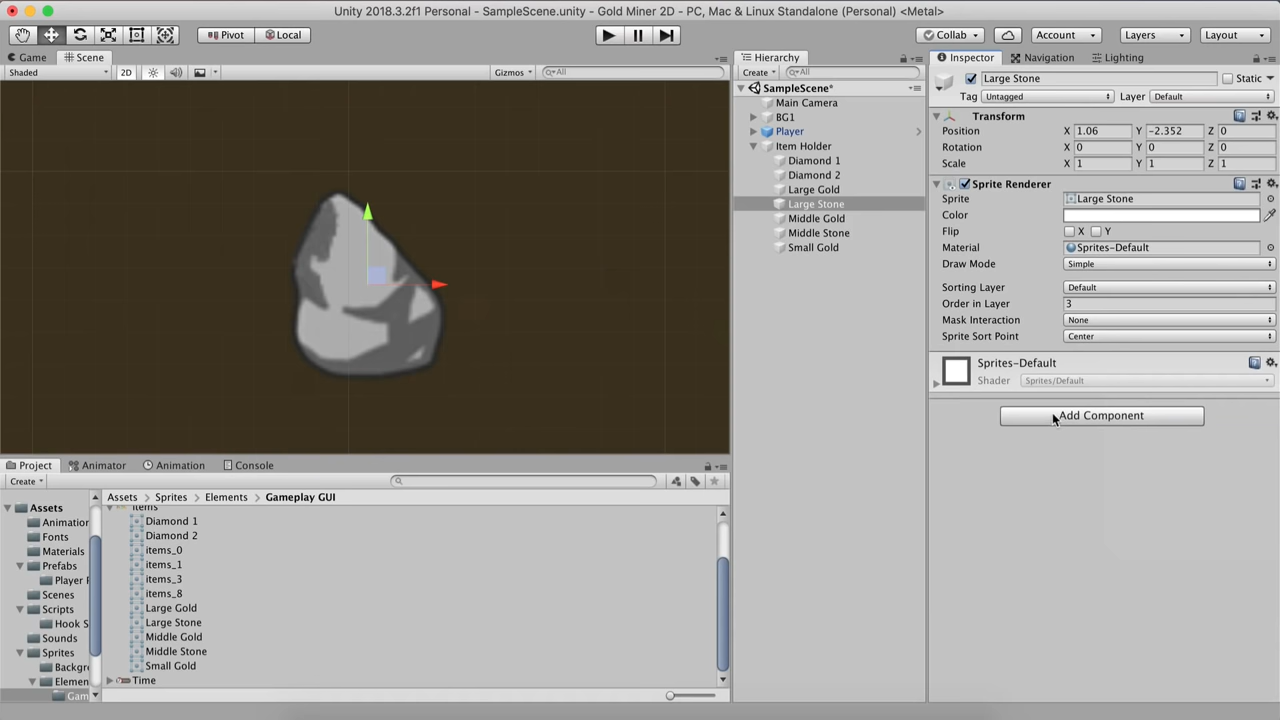 Unity 2018.3.2f1 Personal - SampleScene.unity - Gold Miner 2D - PC, Mac & Linux Standalone (Personal) <Metal>
Pivot Local Collab Account Layers Layout
Game Scene
Shaded 2D Gizmos All
Hierarchy
Create All
SampleScene*
Main Camera
BG1
Player
Item Holder
Diamond 1
Diamond 2
Large Gold
Large Stone
Middle Gold
Middle Stone
Small Gold
Inspector Navigation Lighting
Large Stone Static
Tag Untagged Layer Default
Transform
Position X 1.06 Y -2.352 Z 0
Rotation X 0 Y 0 Z 0
Scale X 1 Y 1 Z 1
Sprite Renderer
Sprite Large Stone
Color
Flip X Y
Material Sprites-Default
Draw Mode Simple
Sorting Layer Default
Order in Layer 3
Mask Interaction None
Sprite Sort Point Center
Sprites-Default
Shader Sprites/Default
Add Component
Project Animator Animation Console
Create
Assets
Animation
Fonts
Materials
Prefabs
Player P
Scenes
Scripts
Hook S
Sounds
Sprites
Backgr
Elemen
Gam
Assets Sprites Elements Gameplay GUI
items
Diamond 1
Diamond 2
items_0
items_1
items_3
items_8
Large Gold
Large Stone
Middle Gold
Middle Stone
Small Gold
Time